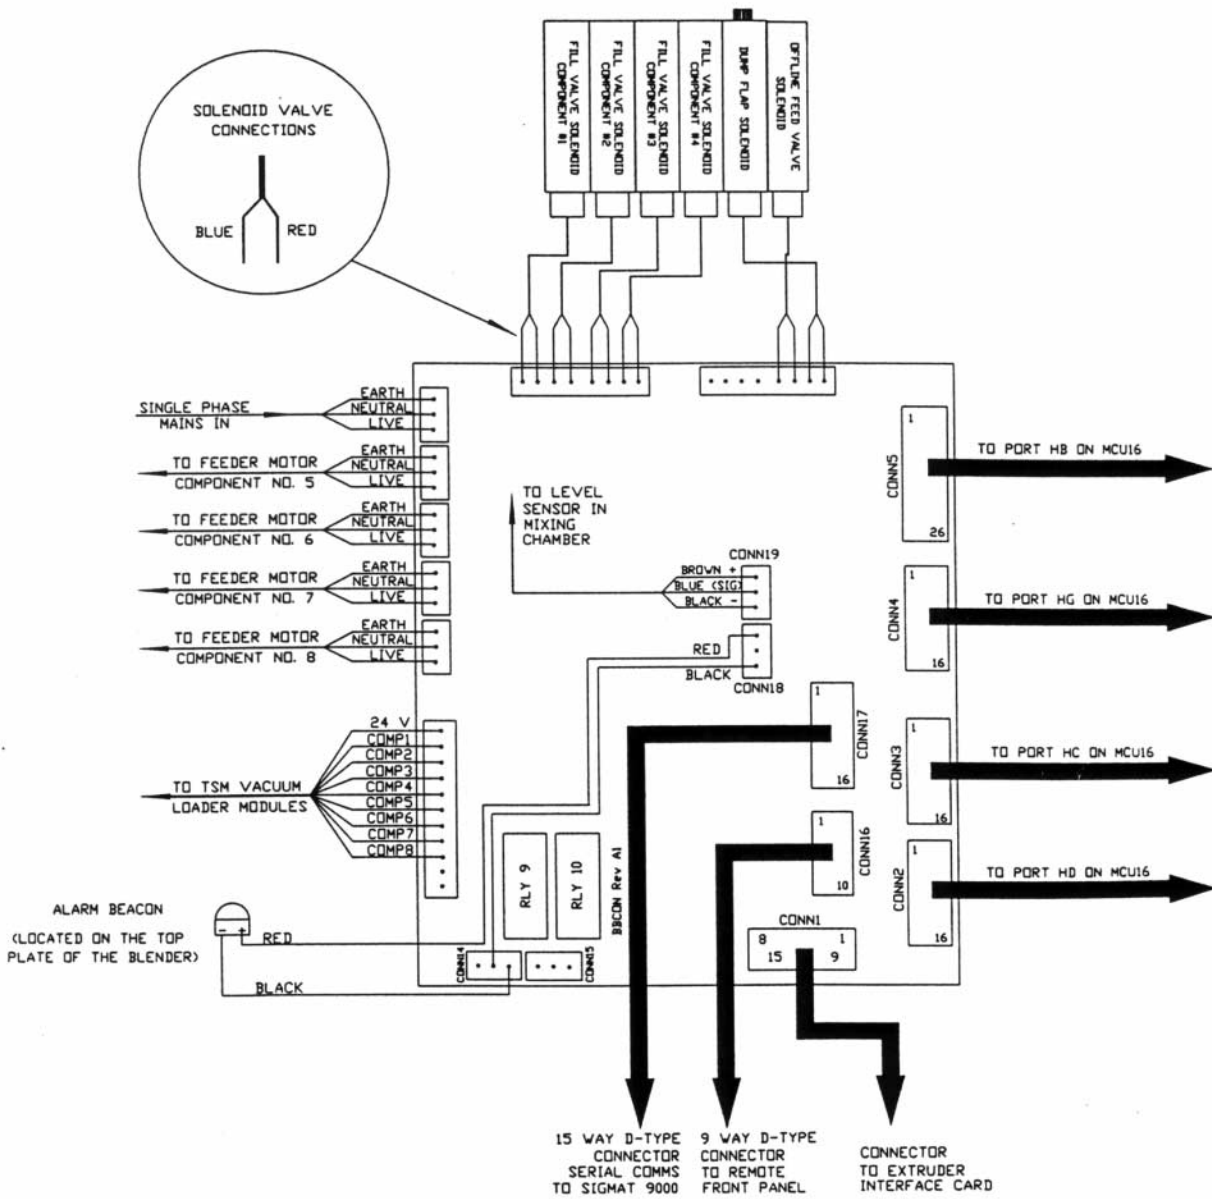 FILL VALVE SOLENOID
COMPONENT #1
FILL VALVE SOLENOID
COMPONENT #2
FILL VALVE SOLENOID
COMPONENT #3
FILL VALVE SOLENOID
COMPONENT #4
DUMP FLAP SOLENOID
OFFLINE FEED VALVE
SOLENOID
SOLENOID VALVE
CONNECTIONS
BLUE
RED
SINGLE PHASE
MAINS IN
EARTH
NEUTRAL
LIVE
TO FEEDER MOTOR
COMPONENT NO. 5
EARTH
NEUTRAL
LIVE
TO FEEDER MOTOR
COMPONENT NO. 6
EARTH
NEUTRAL
LIVE
TO FEEDER MOTOR
COMPONENT NO. 7
EARTH
NEUTRAL
LIVE
TO FEEDER MOTOR
COMPONENT NO. 8
EARTH
NEUTRAL
LIVE
TO LEVEL
SENSOR IN
MIXING
CHAMBER
CONN19
BROWN +
BLUE (SIG)
BLACK -
RED
BLACK
CONN18
1
CONN5
26
TO PORT HB ON MCU16
1
CONN4
16
TO PORT HG ON MCU16
1
CONN3
16
TO PORT HC ON MCU16
1
CONN2
16
TO PORT HD ON MCU16
1
CONN17
16
1
CONN16
10
24 V
COMP1
COMP2
COMP3
COMP4
COMP5
COMP6
COMP7
COMP8
TO TSM VACUUM
LOADER MODULES
RLY 9
RLY 10
BBCON Rev A1
CONN14
CONN15
CONN1
8 1
15 9
ALARM BEACON
(LOCATED ON THE TOP
PLATE OF THE BLENDER)
- +
RED
BLACK
15 WAY D-TYPE
CONNECTOR
SERIAL COMMS
TO SIGMAT 9000
9 WAY D-TYPE
CONNECTOR
TO REMOTE
FRONT PANEL
CONNECTOR
TO EXTRUDER
INTERFACE CARD